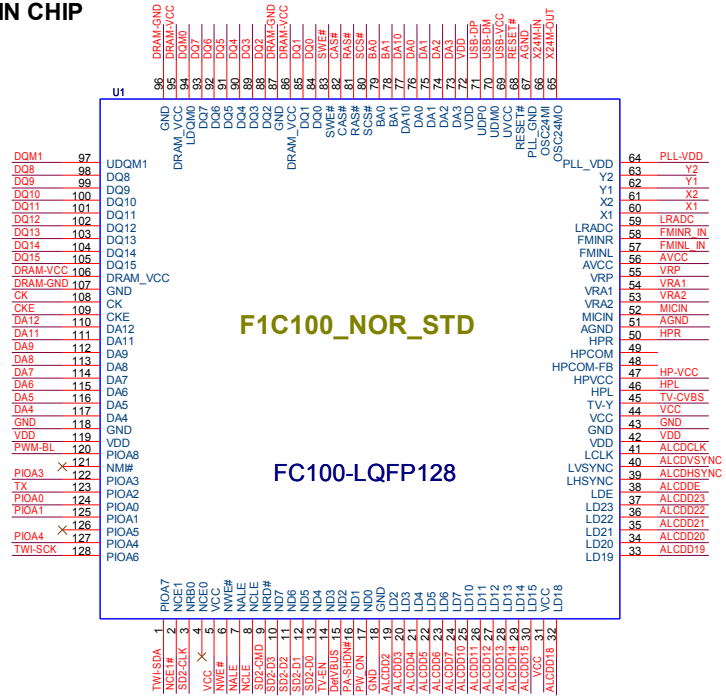 IN CHIP
DRAM-GND DRAM-VCC DQM0 DQ7 DQ6 DQ5 DQ4 DQ3 DQ2 DRAM-GND DRAM-VCC DQ1 DQ0 SWE# CAS# RAS# SCS# BA0 BA1 DA10 DA0 DA1 DA2 DA3 VDD USB-DP USB-DM USB-VCC RESET# AGND X24M-IN X24M-OUT
96 95 94 93 92 91 90 89 88 87 86 85 84 83 82 81 80 79 78 77 76 75 74 73 72 71 70 69 68 67 66 65
U1
GND DRAM_VCC LDQM0 DQ7 DQ6 DQ5 DQ4 DQ3 DQ2 GND DRAM_VCC DQ1 DQ0 SWE# CAS# RAS# SCS# BA0 BA1 DA10 DA0 DA1 DA2 DA3 VDD UDP0 UDM0 UVCC RESET# PLL_GND OSC24MI OSC24MO
DQM1 97 UDQM1
DQ8 98 DQ8
DQ9 99 DQ9
DQ10 100 DQ10
DQ11 101 DQ11
DQ12 102 DQ12
DQ13 103 DQ13
DQ14 104 DQ14
DQ15 105 DQ15
DRAM-VCC 106 DRAM_VCC
DRAM-GND 107 GND
CK 108 CK
CKE 109 CKE
DA12 110 DA12
DA11 111 DA11
DA9 112 DA9
DA8 113 DA8
DA7 114 DA7
DA6 115 DA6
DA5 116 DA5
DA4 117 DA4
GND 118 GND
VDD 119 VDD
PWM-BL 120 PIOA8
121 NMI#
PIOA3 122 PIOA3
TX 123 PIOA2
PIOA0 124 PIOA0
PIOA1 125 PIOA1
126 PIOA5
PIOA4 127 PIOA4
TWI-SCK 128 PIOA6
F1C100_NOR_STD
FC100-LQFP128
PLL_VDD 64 PLL-VDD
Y2 63 Y2
Y1 62 Y1
X2 61 X2
X1 60 X1
LRADC 59 LRADC
FMINR 58 FMINR_IN
FMINL 57 FMINL_IN
AVCC 56 AVCC
VRP 55 VRP
VRA1 54 VRA1
VRA2 53 VRA2
MICIN 52 MICIN
AGND 51 AGND
HPR 50 HPR
HPCOM 49
HPCOM-FB 48
HPVCC 47 HP-VCC
HPL 46 HPL
TV-Y 45 TV-CVBS
VCC 44 VCC
GND 43 GND
VDD 42 VDD
LCLK 41 ALCDCLK
LVSYNC 40 ALCDVSYNC
LHSYNC 39 ALCDHSYNC
LDE 38 ALCDDE
LD23 37 ALCDD23
LD22 36 ALCDD22
LD21 35 ALCDD21
LD20 34 ALCDD20
LD19 33 ALCDD19
PIOA7 NCE1 NRB0 NCE0 VCC NWE# NALE NCLE NRD# ND7 ND6 ND5 ND4 ND3 ND2 ND1 ND0 GND LD2 LD3 LD4 LD5 LD6 LD7 LD10 LD11 LD12 LD13 LD14 LD15 VCC LD18
1 2 3 4 5 6 7 8 9 10 11 12 13 14 15 16 17 18 19 20 21 22 23 24 25 26 27 28 29 30 31 32
TWI-SDA NCE1# SD2-CLK VCC NWE# NALE NCLE SD2-CMD SD2-D3 SD2-D2 SD2-D1 SD2-D0 TV-EN DetVBUS PA-SHDN# PW_ON GND ALCDD2 ALCDD3 ALCDD4 ALCDD5 ALCDD6 ALCDD7 ALCDD10 ALCDD11 ALCDD12 ALCDD13 ALCDD14 ALCDD15 VCC ALCDD18